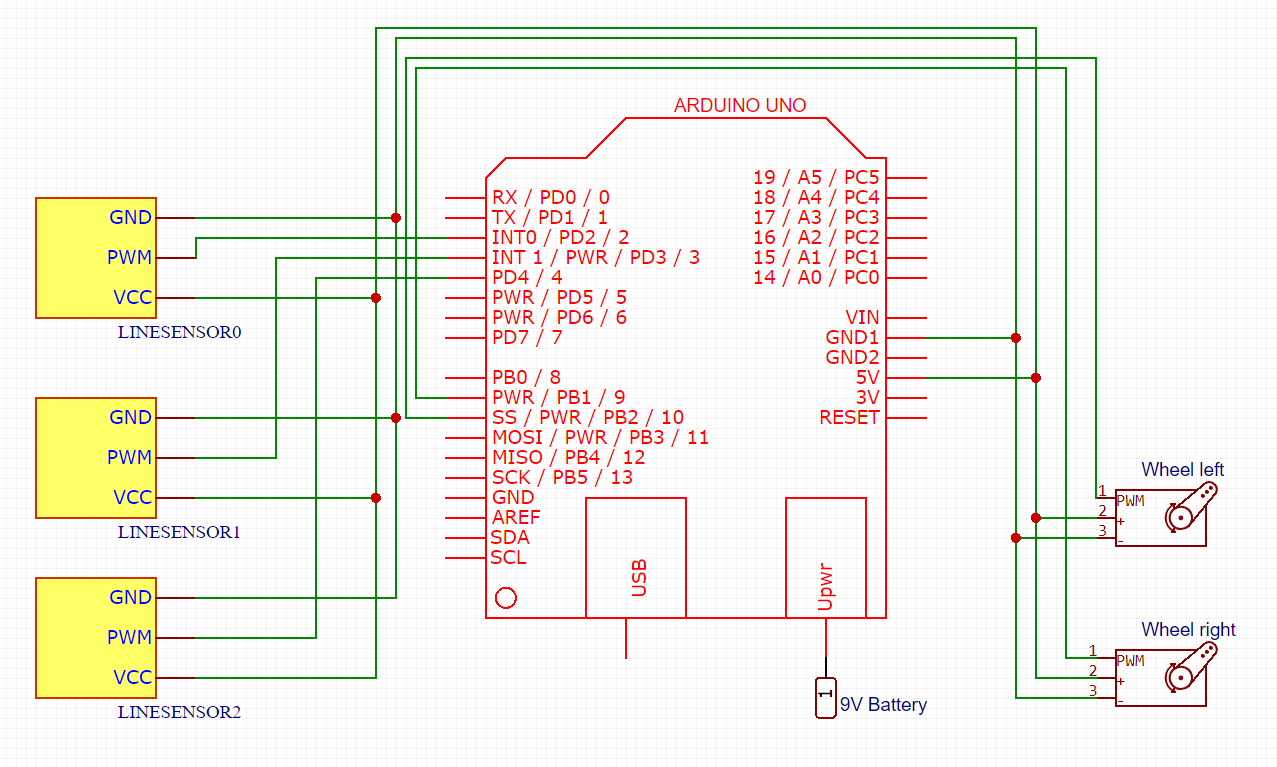 ARDUINO UNO
GND
PWM
VCC
LINESENSOR0
GND
PWM
VCC
LINESENSOR1
GND
PWM
VCC
LINESENSOR2
RX / PD0 / 0
TX / PD1 / 1
INT0 / PD2 / 2
INT 1 / PWR / PD3 / 3
PD4 / 4
PWR / PD5 / 5
PWR / PD6 / 6
PD7 / 7
PB0 / 8
PWR / PB1 / 9
SS / PWR / PB2 / 10
MOSI / PWR / PB3 / 11
MISO / PB4 / 12
SCK / PB5 / 13
GND
AREF
SDA
SCL
19 / A5 / PC5
18 / A4 / PC4
17 / A3 / PC3
16 / A2 / PC2
15 / A1 / PC1
14 / A0 / PC0
VIN
GND1
GND2
5V
3V
RESET
USB
Upwr
1
9V Battery
Wheel left
1 PWM
2 +
3 -
Wheel right
1 PWM
2 +
3 -